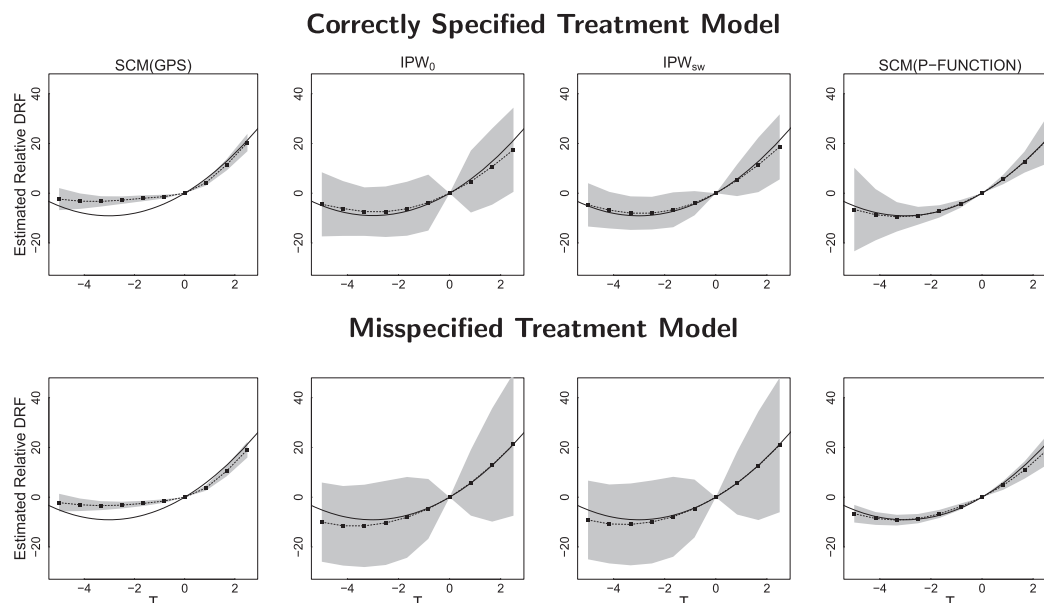 Correctly Specified Treatment Model
SCM(GPS)
IPW₀
IPWsw
SCM(P−FUNCTION)
Estimated Relative DRF
40
20
0
−20
−4 −2 0 2
40
20
0
−20
−4 −2 0 2
40
20
0
−20
−4 −2 0 2
40
20
0
−20
−4 −2 0 2
Misspecified Treatment Model
Estimated Relative DRF
40
20
0
−20
−4 −2 0 2
T
40
20
0
−20
−4 −2 0 2
T
40
20
0
−20
−4 −2 0 2
T
40
20
0
−20
−4 −2 0 2
T